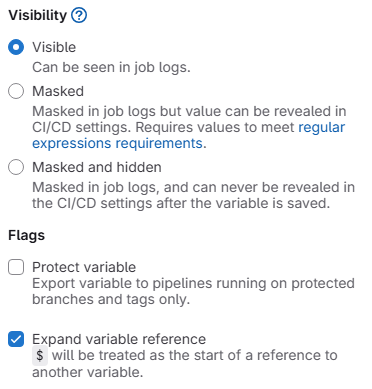 Visibility
Visible
Can be seen in job logs.
Masked
Masked in job logs but value can be revealed in
CI/CD settings. Requires values to meet regular
expressions requirements.
Masked and hidden
Masked in job logs, and can never be revealed in
the CI/CD settings after the variable is saved.
Flags
Protect variable
Export variable to pipelines running on protected
branches and tags only.
Expand variable reference
$ will be treated as the start of a reference to
another variable.